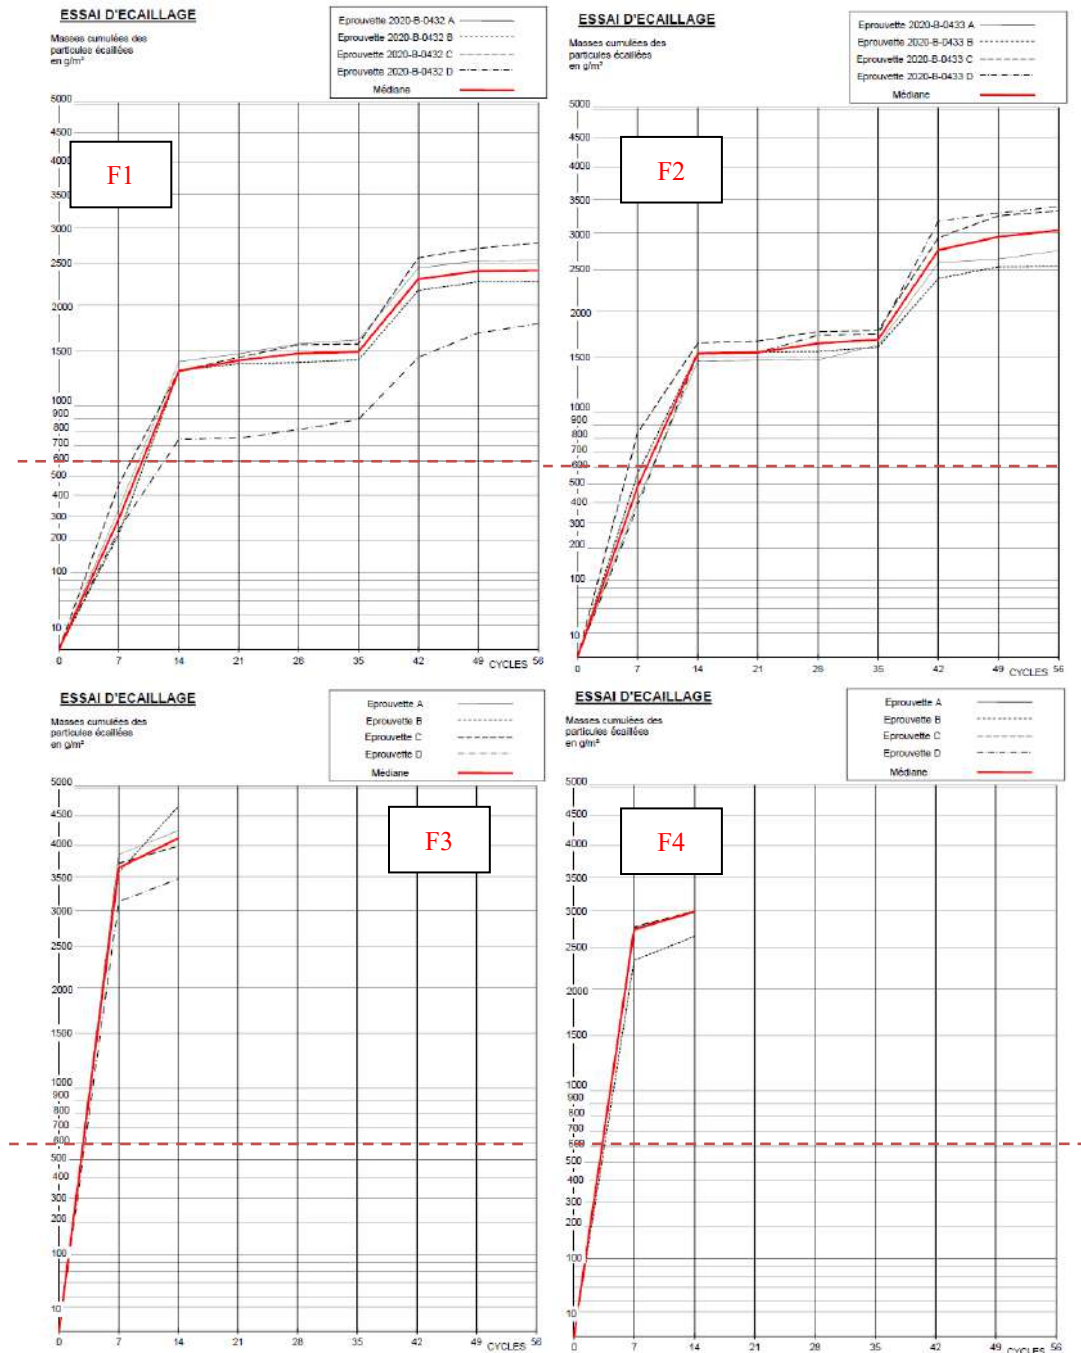 ESSAI D'ECAILLAGE
Masses cumulées des
particules écaillées
en g/m²
Eprouvette 2020-B-0432 A
Eprouvette 2020-B-0432 B
Eprouvette 2020-B-0432 C
Eprouvette 2020-B-0432 D
Médiane
F1
5000
4500
4000
3500
3000
2500
2000
1500
1000
900
800
700
600
500
400
300
200
100
10
0 7 14 21 28 35 42 49 CYCLES 56
ESSAI D'ECAILLAGE
Masses cumulées des
particules écaillées
en g/m²
Eprouvette 2020-B-0433 A
Eprouvette 2020-B-0433 B
Eprouvette 2020-B-0433 C
Eprouvette 2020-B-0433 D
Médiane
F2
5000
4500
4000
3500
3000
2500
2000
1500
1000
900
800
700
600
500
400
300
200
100
10
0 7 14 21 28 35 42 49 CYCLES 56
ESSAI D'ECAILLAGE
Masses cumulées des
particules écaillées
en g/m²
Eprouvette A
Eprouvette B
Eprouvette C
Eprouvette D
Médiane
F3
5000
4500
4000
3500
3000
2500
2000
1500
1000
900
800
700
600
500
400
300
200
100
10
0 7 14 21 28 35 42 49 CYCLES 56
ESSAI D'ECAILLAGE
Masses cumulées des
particules écaillées
en g/m²
Eprouvette A
Eprouvette B
Eprouvette C
Eprouvette D
Médiane
F4
5000
4500
4000
3500
3000
2500
2000
1500
1000
900
800
700
600
500
400
300
200
100
10
0 7 14 21 28 35 42 49 CYCLES 56